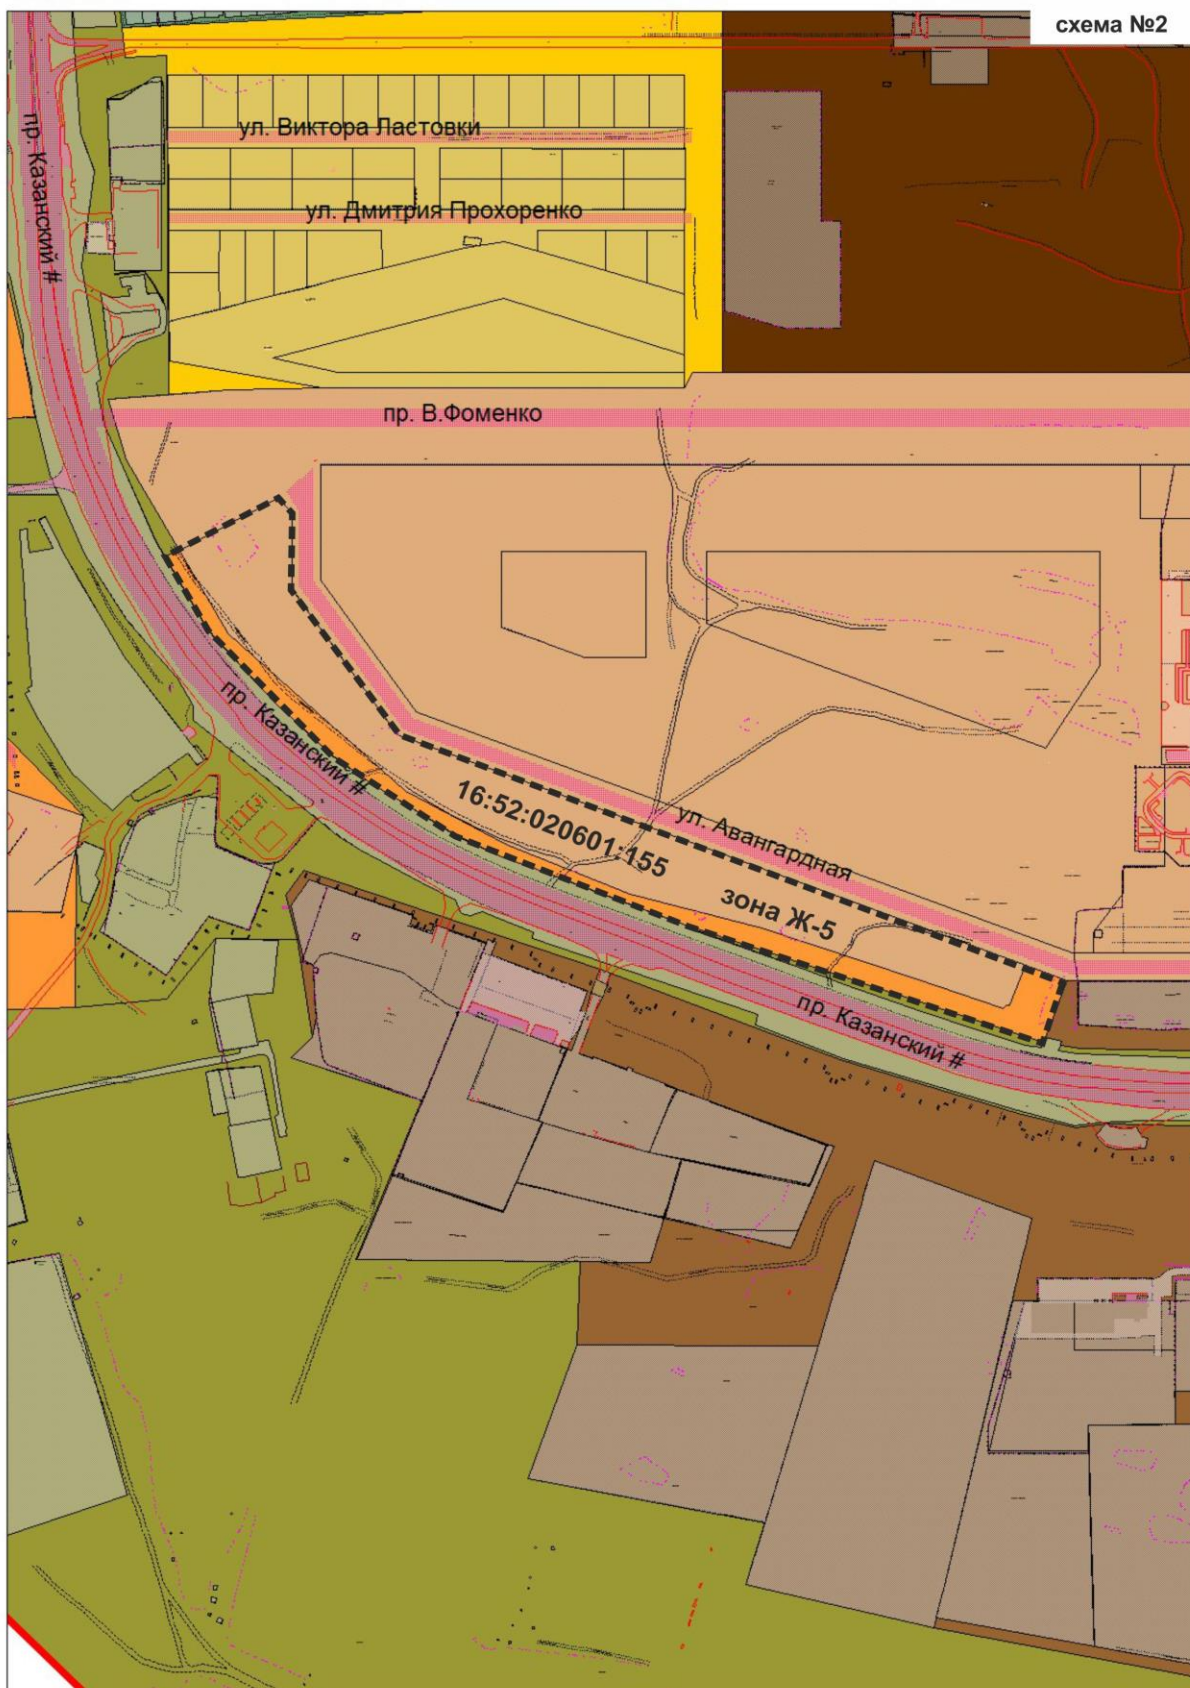 схема №2
ул. Виктора Ластовки
пр. Казанский #
ул. Дмитрия Прохоренко
пр. В.Фоменко
пр. Казанский #
16:52:020601:155
ул. Авангардная
зона Ж-5
пр. Казанский #